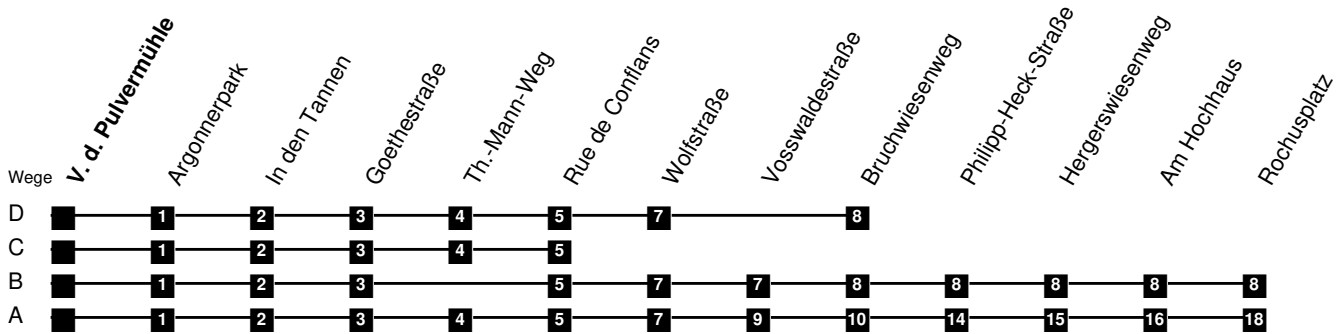 V. d. Pulvermühle
Argonnerpark
In den Tannen
Goethestraße
Th.-Mann-Weg
Rue de Conflans
Wolfstraße
Vosswaldestraße
Bruchwiesenweg
Philipp-Heck-Straße
Hergerswiesenweg
Am Hochhaus
Rochusplatz
Wege
D 1 2 3 4 5 7 8
C 1 2 3 4 5
B 1 2 3 5 7 7 8 8 8 8 8
A 1 2 3 4 5 7 9 10 14 15 16 18